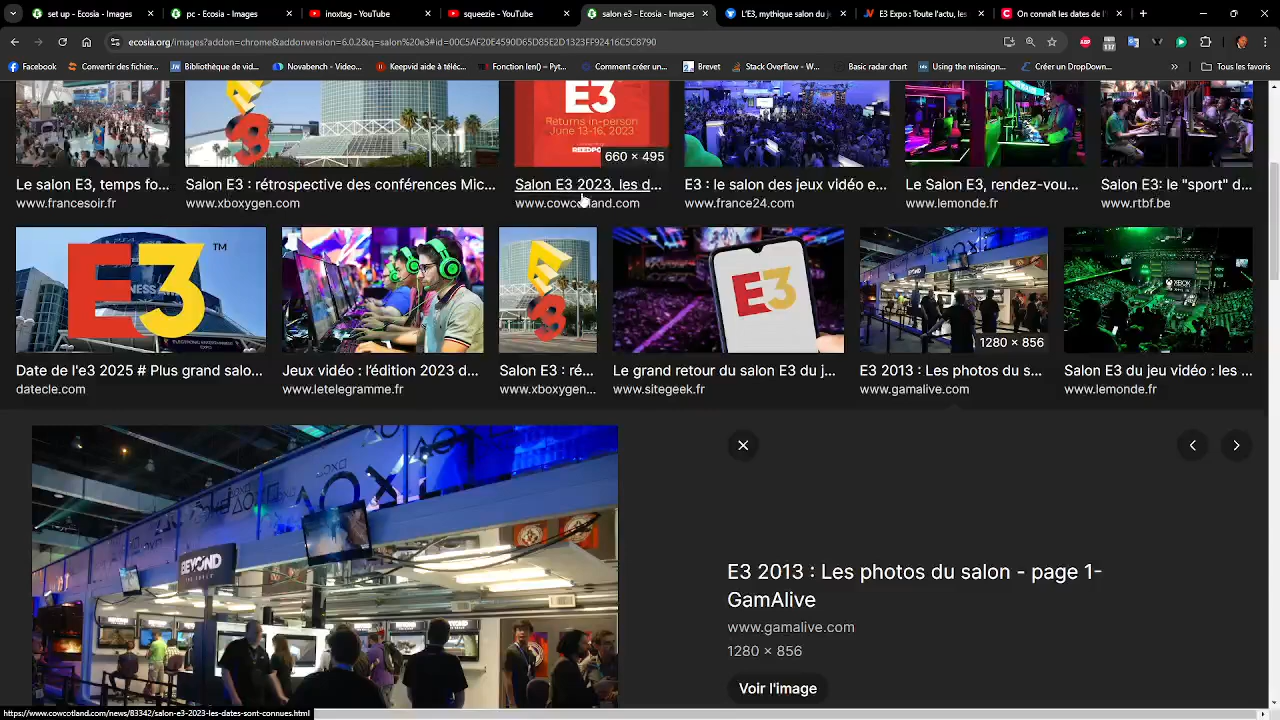 set up - Ecosia - Images
pc - Ecosia - Images
inoxtag - YouTube
squeezie - YouTube
salon e3 - Ecosia - Images
L'E3, mythique salon du j
E3 Expo : Toute l'actu, les
On connaît les dates de l'
ecosia.org/images?addon=chrome&addonversion=6.0.2&q=salon%20e3#id=00C5AF20E4590D65D85E2D1323FF92416C5C8790
137
Facebook
Convertir des fichier...
Bibliothèque de vid...
Novabench - Video...
Keepvid aide à téléc...
Fonction len() – Pyt...
Comment créer un...
Brevet
Stack Overflow - W...
Basic radar chart
Using the missingn...
Créer un DropDown...
»
Tous les favoris
E3
E3
Returns in-person
June 13-16, 2023
660 × 495
Le salon E3, temps fo...
Salon E3 : rétrospective des conférences Mic...
Salon E3 2023, les d...
E3 : le salon des jeux vidéo e...
Le Salon E3, rendez-vou...
Salon E3: le "sport" d...
www.francesoir.fr
www.xboxygen.com
www.cowcotland.com
www.france24.com
www.lemonde.fr
www.rtbf.be
E3 ™
E3
E3
XBOX
1280 × 856
Date de l'e3 2025 # Plus grand salo...
Jeux vidéo : l'édition 2023 d...
Salon E3 : ré...
Le grand retour du salon E3 du j...
E3 2013 : Les photos du s...
Salon E3 du jeu vidéo : les ...
datecle.com
www.letelegramme.fr
www.xboxygen...
www.sitegeek.fr
www.gamalive.com
www.lemonde.fr
BEYOND
E3 2013 : Les photos du salon - page 1-
GamAlive
www.gamalive.com
1280 × 856
Voir l'image
https://www.cowcotland.com/news/83342/salon-e3-2023-les-dates-sont-connues.html